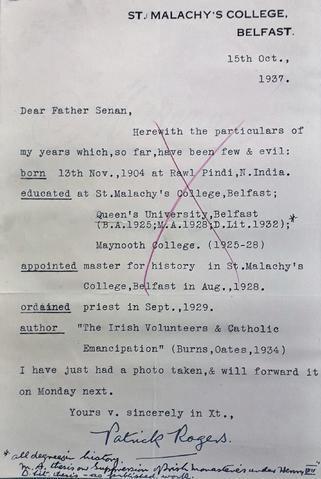 ST. MALACHY'S COLLEGE,
BELFAST.
15th Oct.,
1937.
Dear Father Senan,
Herewith the particulars of
my years which,so far,have been few & evil:
born 13th Nov.,1904 at Rawl Pindi,N.India.
educated at St.Malachy's College,Belfast;
Queen's University,Belfast
(B.A.1925;M.A.1928;D.Lit.1932);*
Maynooth College. (1925-28)
appointed master for history in St.Malachy's
College,Belfast in Aug.,1928.
ordained priest in Sept.,1929.
author "The Irish Volunteers & Catholic
Emancipation" (Burns,Oates,1934)
I have just had a photo taken,& will forward it
on Monday next.
Yours v. sincerely in Xt.,
Patrick Rogers.
* all degrees in history.
M.A. thesis on Suppression of Irish monasteries under Henry VIII
D.Lit. thesis - as published work.